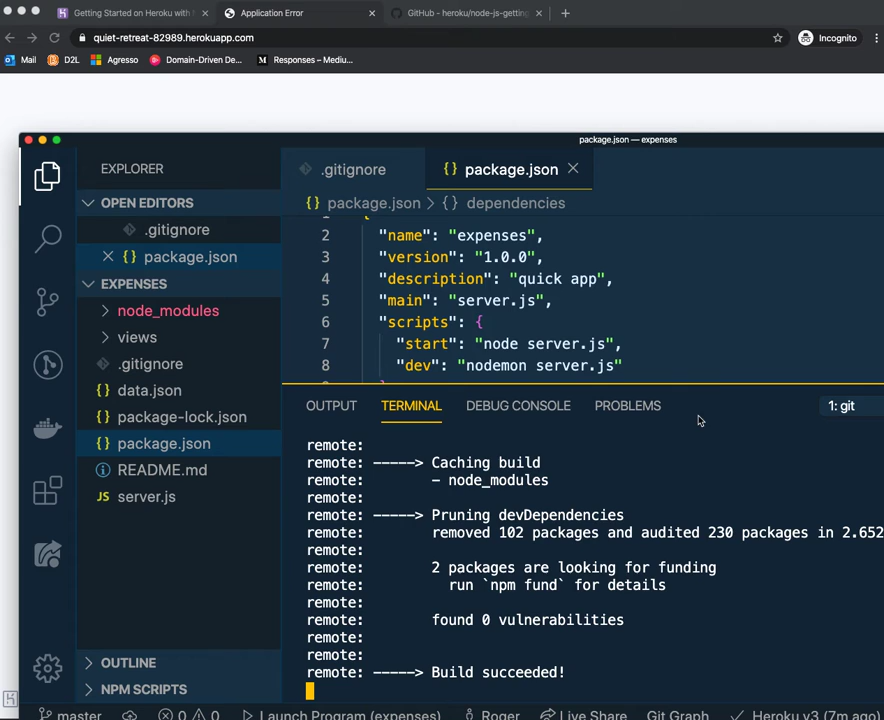 Getting Started on Heroku with N
Application Error
GitHub - heroku/node-js-getting
quiet-retreat-82989.herokuapp.com
Incognito
Mail
D2L
Agresso
Domain-Driven De...
Responses – Mediu...
package.json — expenses
EXPLORER
.gitignore
{} package.json
{} package.json > {} dependencies
OPEN EDITORS
.gitignore
{} package.json
EXPENSES
node_modules
views
.gitignore
{} data.json
{} package-lock.json
{} package.json
README.md
JS server.js
OUTLINE
NPM SCRIPTS
2 "name": "expenses",
3 "version": "1.0.0",
4 "description": "quick app",
5 "main": "server.js",
6 "scripts": {
7 "start": "node server.js",
8 "dev": "nodemon server.js"
OUTPUT
TERMINAL
DEBUG CONSOLE
PROBLEMS
1: git
remote:
remote: -----> Caching build
remote: - node_modules
remote:
remote: -----> Pruning devDependencies
remote: removed 102 packages and audited 230 packages in 2.652
remote:
remote: 2 packages are looking for funding
remote: run `npm fund` for details
remote:
remote: found 0 vulnerabilities
remote:
remote:
remote: -----> Build succeeded!
master
0
0
Launch Program (expenses)
Roger
Live Share
Git Graph
Heroku v3 (7.0